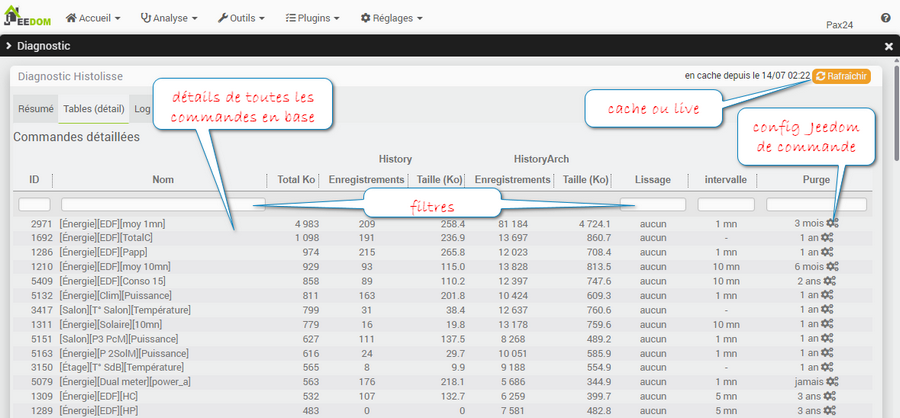 JEEDOM Accueil Analyse Outils Plugins Réglages Pax24
Diagnostic
Diagnostic Histolisse en cache depuis le 14/07 02:22 Rafraîchir
Résumé Tables (détail) Log
détails de toutes les
commandes en base
cache ou live
config Jeedom
de commande
Commandes détaillées
History HistoryArch
ID Nom Total Ko Enregistrements Taille (Ko) Enregistrements Taille (Ko) Lissage intervalle Purge
filtres
2971 [Énergie][EDF][moy 1mn] 4 983 209 258.4 81 184 4 724.1 aucun 1 mn 3 mois
1692 [Énergie][EDF][TotalC] 1 098 191 236.9 13 697 860.7 aucun - 1 an
1286 [Énergie][EDF][Papp] 974 215 265.8 12 023 708.4 aucun 1 mn 1 an
1210 [Énergie][EDF][moy 10mn] 929 93 115.0 13 828 813.5 aucun 10 mn 6 mois
5409 [Énergie][EDF][Conso 15] 858 89 110.2 12 397 747.6 aucun 10 mn 2 ans
5132 [Énergie][Clim][Puissance] 811 163 201.8 10 424 609.3 aucun 1 mn 1 an
3417 [Salon][T° Salon][Température] 799 31 38.4 12 637 760.6 aucun - 1 an
1311 [Énergie][Solaire][10mn] 779 16 19.8 13 178 759.6 aucun 10 mn 1 an
5151 [Salon][P3 PcM][Puissance] 627 111 137.5 8 268 489.2 aucun 1 mn 1 an
5163 [Énergie][P 2SolM][Puissance] 616 24 29.7 10 051 585.9 aucun 1 mn 1 an
3150 [Étage][T° SdB][Température] 565 8 9.9 9 188 554.9 aucun - 1 an
5079 [Énergie][Dual meter][power_a] 563 176 218.1 5 686 344.9 aucun 1 mn jamais
1309 [Énergie][EDF][HC] 532 107 132.7 6 259 399.7 aucun 10 mn 3 ans
1289 [Énergie][EDF][HP] 483 0 0 7 581 482.8 aucun 5 mn 3 ans